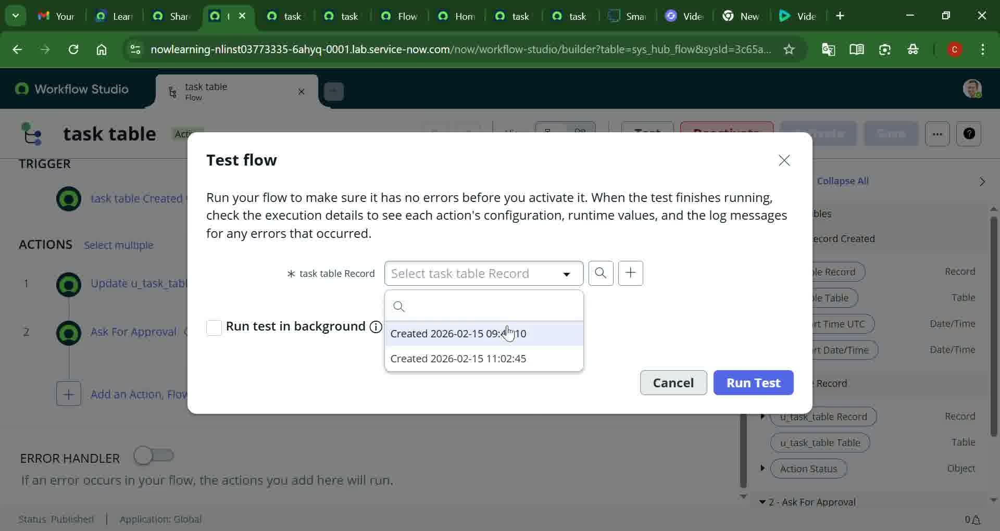 Your
Lear
Shar
task
task
Flow
Hom
task
task
Sma
Vide
New
Vide
nowlearning-nlinst03773335-6ahyq-0001.lab.service-now.com/now/workflow-studio/builder?table=sys_hub_flow&sysId=3c65a...
C
Workflow Studio
task table
Flow
task table
Test flow
Run your flow to make sure it has no errors before you activate it. When the test finishes running,
check the execution details to see each action's configuration, runtime values, and the log messages
for any errors that occurred.
* task table Record
Select task table Record
Created 2026-02-15 11:02:45
Created 2026-02-15
Run test in background
Cancel
Run Test
TRIGGER
task table Created
ACTIONS
Select multiple
1
Update u_task_tabl
2
Ask For Approval
Add an Action, Flow
ERROR HANDLER
If an error occurs in your flow, the actions you add here will run.
Status: Published
Application: Global
Collapse All
ecord Created
le Record
Record
le Table
Table
rt Time UTC
Date/Time
rt Date/Time
Date/Time
Record
u_task_table Record
Record
u_task_table Table
Table
Action Status
Object
2 - Ask For Approval
0